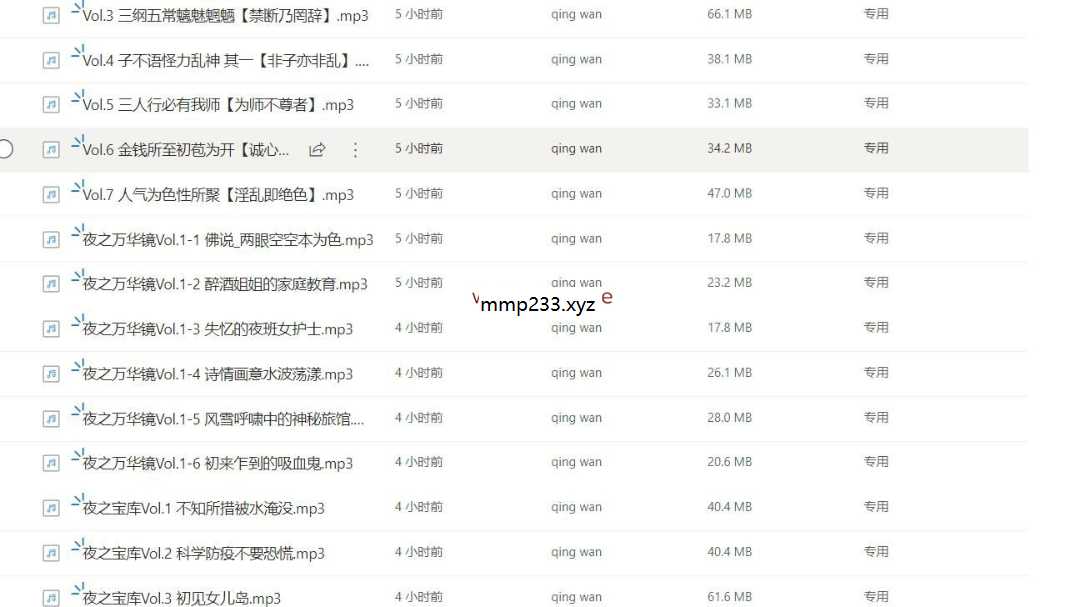 Vol.3 三纲五常魑魅魍魉【禁断乃罔辞】.mp3 5 小时前 qing wan 66.1 MB 专用
Vol.4 子不语怪力乱神 其一【非子亦非乱】.... 5 小时前 qing wan 38.1 MB 专用
Vol.5 三人行必有我师【为师不尊者】.mp3 5 小时前 qing wan 33.1 MB 专用
Vol.6 金钱所至初苞为开【诚心... 5 小时前 qing wan 34.2 MB 专用
Vol.7 人气为色性所聚【淫乱即绝色】.mp3 5 小时前 qing wan 47.0 MB 专用
夜之万华镜Vol.1-1 佛说_两眼空空本为色.mp3 5 小时前 qing wan 17.8 MB 专用
夜之万华镜Vol.1-2 醉酒姐姐的家庭教育.mp3 5 小时前 qing wan 23.2 MB 专用
mmp233.xyz
夜之万华镜Vol.1-3 失忆的夜班女护士.mp3 4 小时前 qing wan 17.8 MB 专用
夜之万华镜Vol.1-4 诗情画意水波荡漾.mp3 4 小时前 qing wan 26.1 MB 专用
夜之万华镜Vol.1-5 风雪呼啸中的神秘旅馆.... 4 小时前 qing wan 28.0 MB 专用
夜之万华镜Vol.1-6 初来乍到的吸血鬼.mp3 4 小时前 qing wan 20.6 MB 专用
夜之宝库Vol.1 不知所措被水淹没.mp3 4 小时前 qing wan 40.4 MB 专用
夜之宝库Vol.2 科学防疫不要恐慌.mp3 4 小时前 qing wan 40.4 MB 专用
夜之宝库Vol.3 初见女儿岛.mp3 4 小时前 qing wan 61.6 MB 专用